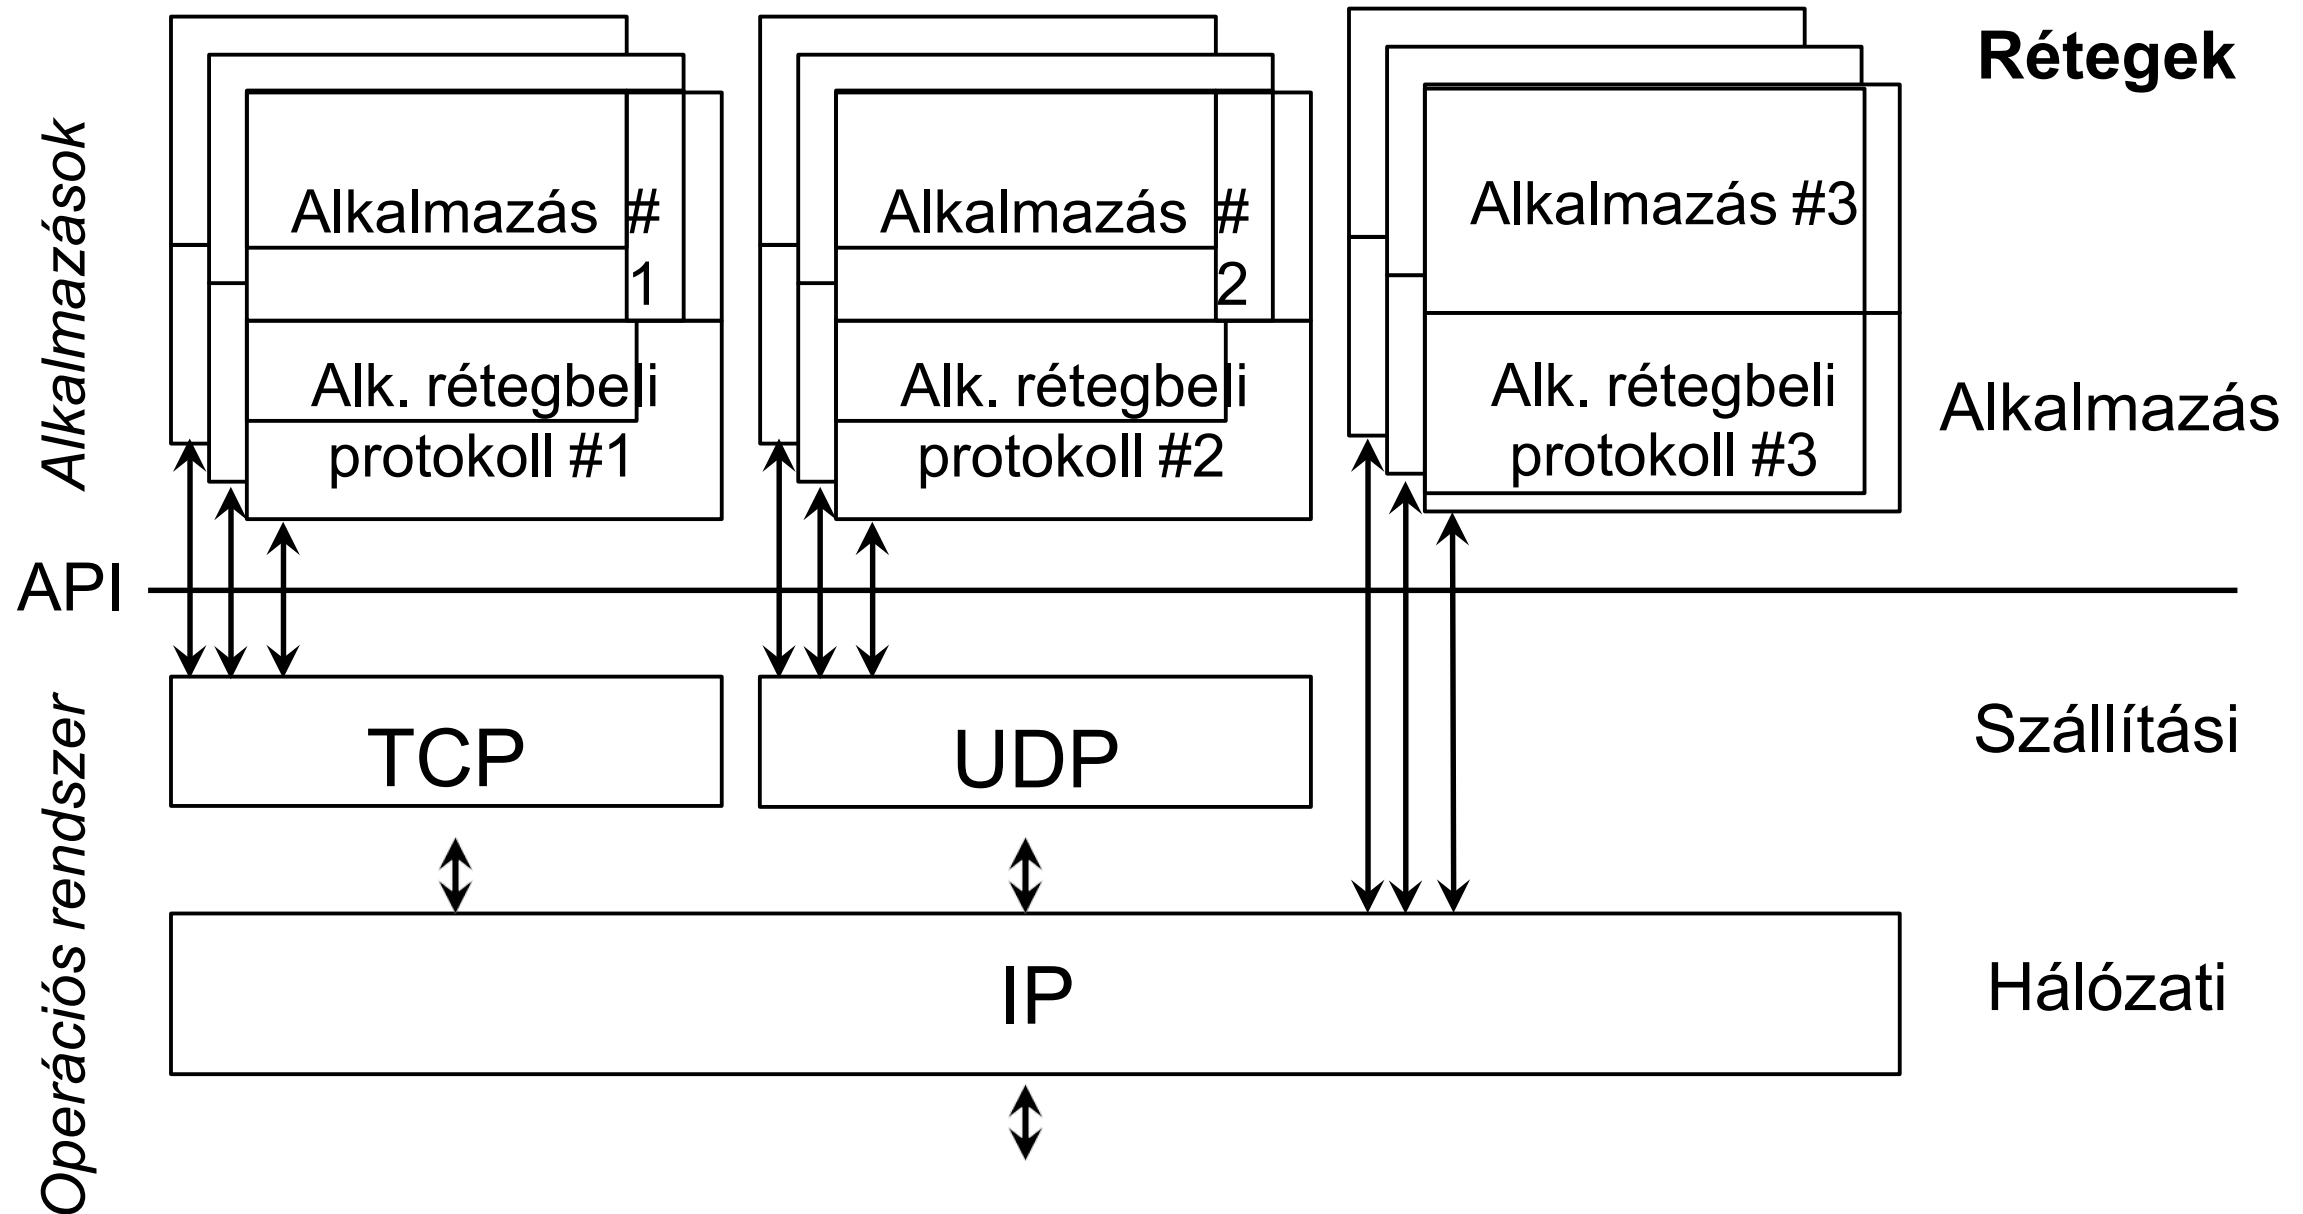 Rétegek
Alkalmazások
Alkalmazás #
1
Alk. rétegbeli
protokoll #1
Alkalmazás #
2
Alk. rétegbeli
protokoll #2
Alkalmazás #3
Alk. rétegbeli
protokoll #3
Alkalmazás
API
Operációs rendszer
TCP
UDP
Szállítási
IP
Hálózati